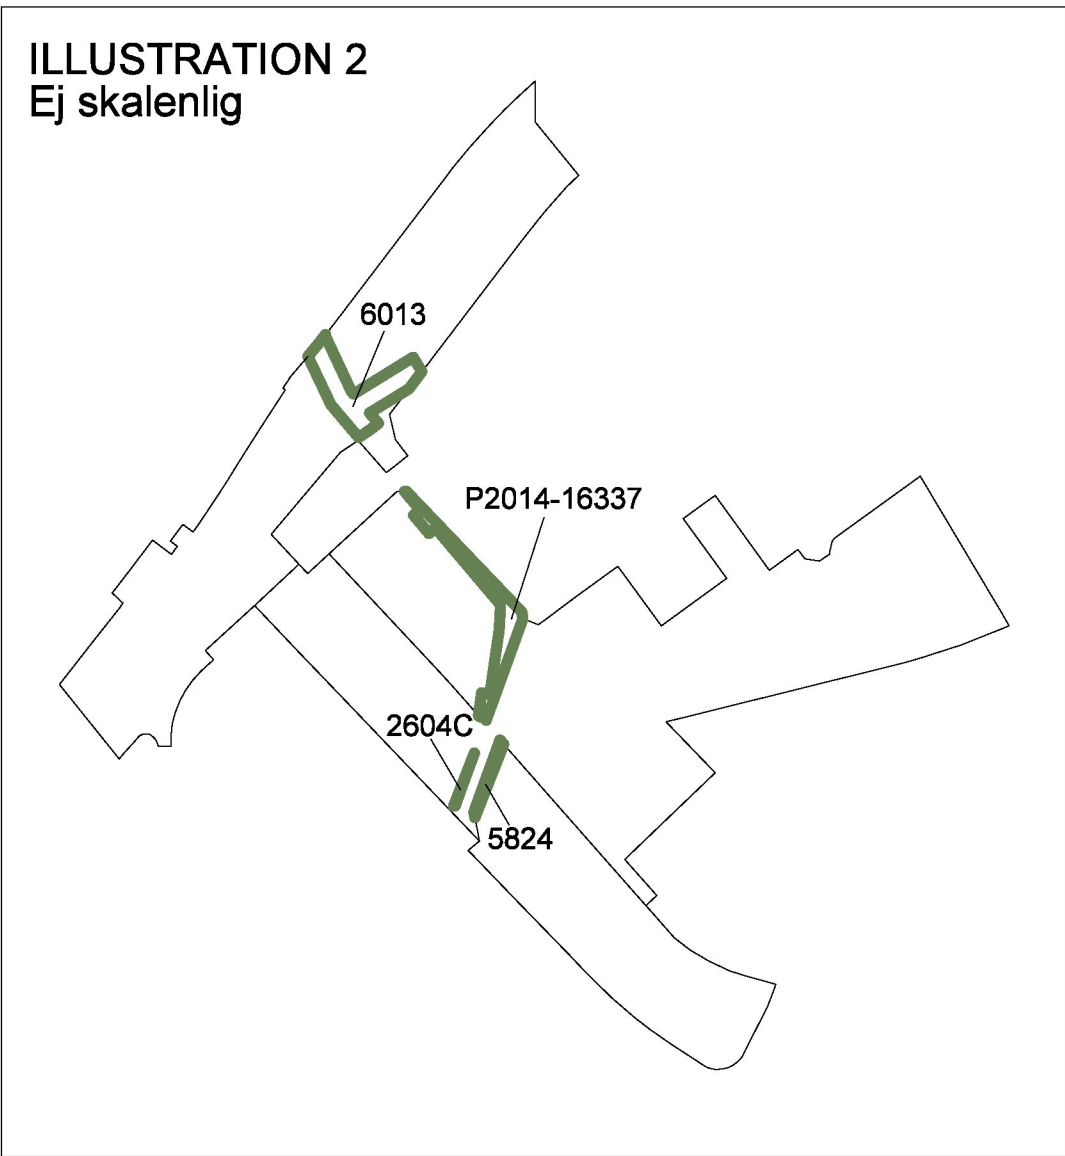 ILLUSTRATION 2
Ej skalenlig
6013
P2014-16337
2604C
5824